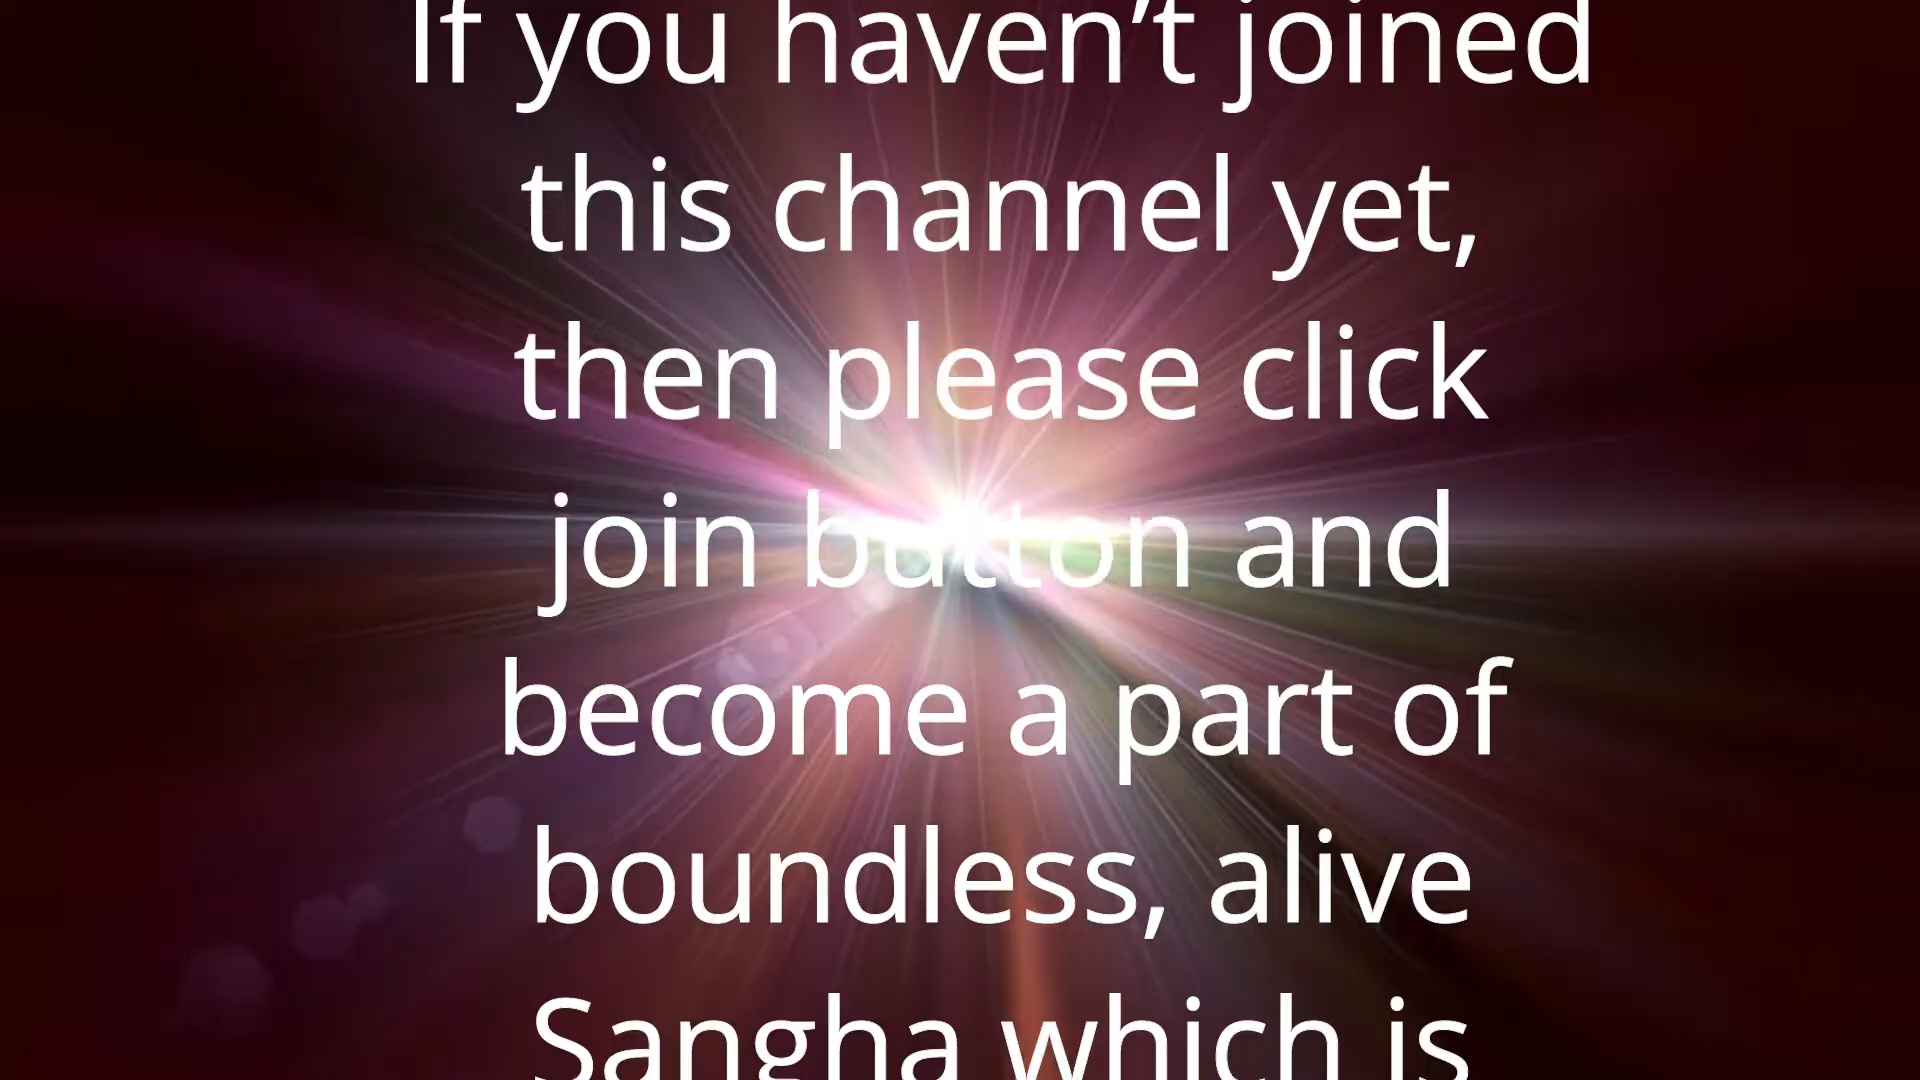 If you haven’t joined
this channel yet,
then please click
join button and
become a part of
boundless, alive
Sangha which is